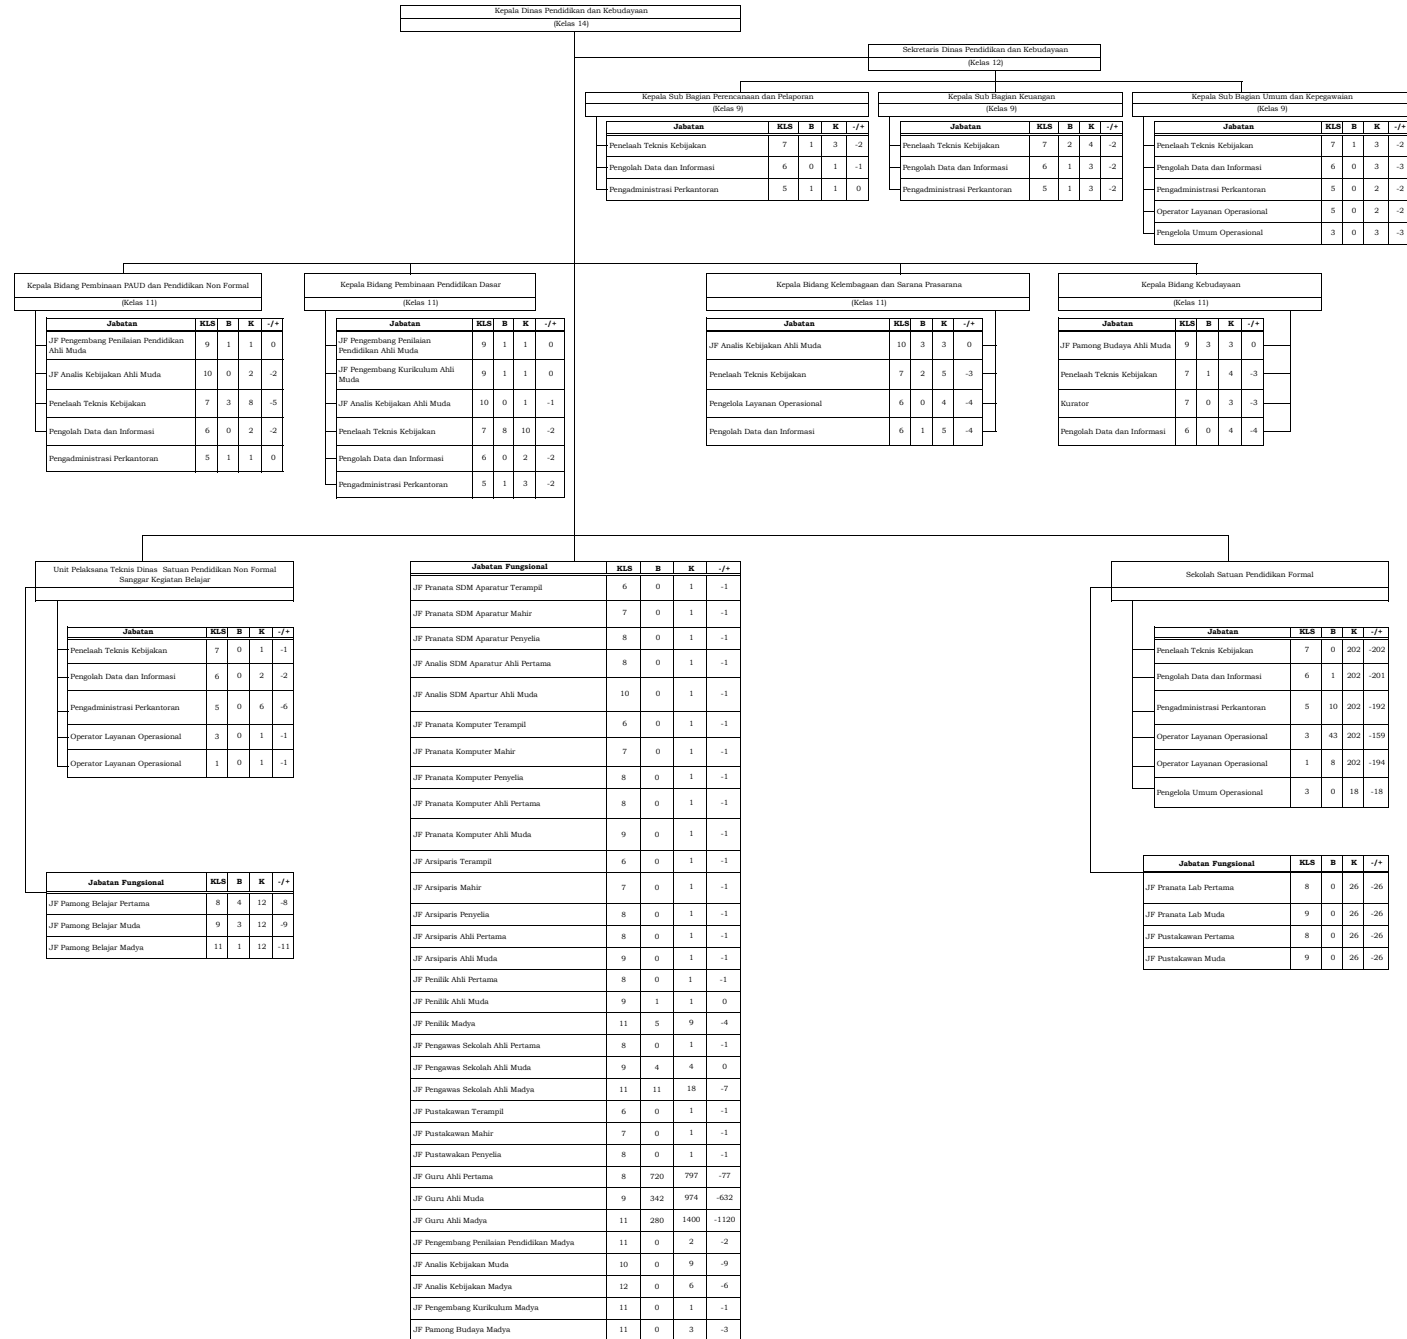 Kepala Dinas Pendidikan dan Kebudayaan
(Kelas 14)
Sekretaris Dinas Pendidikan dan Kebudayaan
(Kelas 12)
Kepala Sub Bagian Perencanaan dan Pelaporan
(Kelas 9)
Jabatan KLS B K -/+
Penelaah Teknis Kebijakan 7 1 3 -2
Pengolah Data dan Informasi 6 0 1 -1
Pengadministrasi Perkantoran 5 1 1 0
Kepala Sub Bagian Keuangan
(Kelas 9)
Jabatan KLS B K -/+
Penelaah Teknis Kebijakan 7 2 4 -2
Pengolah Data dan Informasi 6 1 3 -2
Pengadministrasi Perkantoran 5 1 3 -2
Kepala Sub Bagian Umum dan Kepegawaian
(Kelas 9)
Jabatan KLS B K -/+
Penelaah Teknis Kebijakan 7 1 3 -2
Pengolah Data dan Informasi 6 0 3 -3
Pengadministrasi Perkantoran 5 0 2 -2
Operator Layanan Operasional 5 0 2 -2
Pengelola Umum Operasional 3 0 3 -3
Kepala Bidang Pembinaan PAUD dan Pendidikan Non Formal
(Kelas 11)
Jabatan KLS B K -/+
JF Pengembang Penilaian Pendidikan
Ahli Muda 9 1 1 0
JF Analis Kebijakan Ahli Muda 10 0 2 -2
Penelaah Teknis Kebijakan 7 3 8 -5
Pengolah Data dan Informasi 6 0 2 -2
Pengadministrasi Perkantoran 5 1 1 0
Kepala Bidang Pembinaan Pendidikan Dasar
(Kelas 11)
Jabatan KLS B K -/+
JF Pengembang Penilaian
Pendidikan Ahli Muda 9 1 1 0
JF Pengembang Kurikulum Ahli
Muda 9 1 1 0
JF Analis Kebijakan Ahli Muda 10 0 1 -1
Penelaah Teknis Kebijakan 7 8 10 -2
Pengolah Data dan Informasi 6 0 2 -2
Pengadministrasi Perkantoran 5 1 3 -2
Kepala Bidang Kelembagaan dan Sarana Prasarana
(Kelas 11)
Jabatan KLS B K -/+
JF Analis Kebijakan Ahli Muda 10 3 3 0
Penelaah Teknis Kebijakan 7 2 5 -3
Pengelola Layanan Operasional 6 0 4 -4
Pengolah Data dan Informasi 6 1 5 -4
Kepala Bidang Kebudayaan
(Kelas 11)
Jabatan KLS B K -/+
JF Pamong Budaya Ahli Muda 9 3 3 0
Penelaah Teknis Kebijakan 7 1 4 -3
Kurator 7 0 3 -3
Pengolah Data dan Informasi 6 0 4 -4
Unit Pelaksana Teknis Dinas Satuan Pendidikan Non Formal
Sanggar Kegiatan Belajar
Jabatan KLS B K -/+
Penelaah Teknis Kebijakan 7 0 1 -1
Pengolah Data dan Informasi 6 0 2 -2
Pengadministrasi Perkantoran 5 0 6 -6
Operator Layanan Operasional 3 0 1 -1
Operator Layanan Operasional 1 0 1 -1
Jabatan Fungsional KLS B K -/+
JF Pamong Belajar Pertama 8 4 12 -8
JF Pamong Belajar Muda 9 3 12 -9
JF Pamong Belajar Madya 11 1 12 -11
Jabatan Fungsional KLS B K -/+
JF Pranata SDM Aparatur Terampil 6 0 1 -1
JF Pranata SDM Aparatur Mahir 7 0 1 -1
JF Pranata SDM Aparatur Penyelia 8 0 1 -1
JF Analis SDM Aparatur Ahli Pertama 8 0 1 -1
JF Analis SDM Apartur Ahli Muda 10 0 1 -1
JF Pranata Komputer Terampil 6 0 1 -1
JF Pranata Komputer Mahir 7 0 1 -1
JF Pranata Komputer Penyelia 8 0 1 -1
JF Pranata Komputer Ahli Pertama 8 0 1 -1
JF Pranata Komputer Ahli Muda 9 0 1 -1
JF Arsiparis Terampil 6 0 1 -1
JF Arsiparis Mahir 7 0 1 -1
JF Arsiparis Penyelia 8 0 1 -1
JF Arsiparis Ahli Pertama 8 0 1 -1
JF Arsiparis Ahli Muda 9 0 1 -1
JF Penilik Ahli Pertama 8 0 1 -1
JF Penilik Ahli Muda 9 1 1 0
JF Penilik Madya 11 5 9 -4
JF Pengawas Sekolah Ahli Pertama 8 0 1 -1
JF Pengawas Sekolah Ahli Muda 9 4 4 0
JF Pengawas Sekolah Ahli Madya 11 11 18 -7
JF Pustakawan Terampil 6 0 1 -1
JF Pustakawan Mahir 7 0 1 -1
JF Pustawakan Penyelia 8 0 1 -1
JF Guru Ahli Pertama 8 720 797 -77
JF Guru Ahli Muda 9 342 974 -632
JF Guru Ahli Madya 11 280 1400 -1120
JF Pengembang Penilaian Pendidikan Madya 11 0 2 -2
JF Analis Kebijakan Muda 10 0 9 -9
JF Analis Kebijakan Madya 12 0 6 -6
JF Pengembang Kurikulum Madya 11 0 1 -1
JF Pamong Budaya Madya 11 0 3 -3
Sekolah Satuan Pendidikan Formal
Jabatan KLS B K -/+
Penelaah Teknis Kebijakan 7 0 202 -202
Pengolah Data dan Informasi 6 1 202 -201
Pengadministrasi Perkantoran 5 10 202 -192
Operator Layanan Operasional 3 43 202 -159
Operator Layanan Operasional 1 8 202 -194
Pengelola Umum Operasional 3 0 18 -18
Jabatan Fungsional KLS B K -/+
JF Pranata Lab Pertama 8 0 26 -26
JF Pranata Lab Muda 9 0 26 -26
JF Pustakawan Pertama 8 0 26 -26
JF Pustakawan Muda 9 0 26 -26